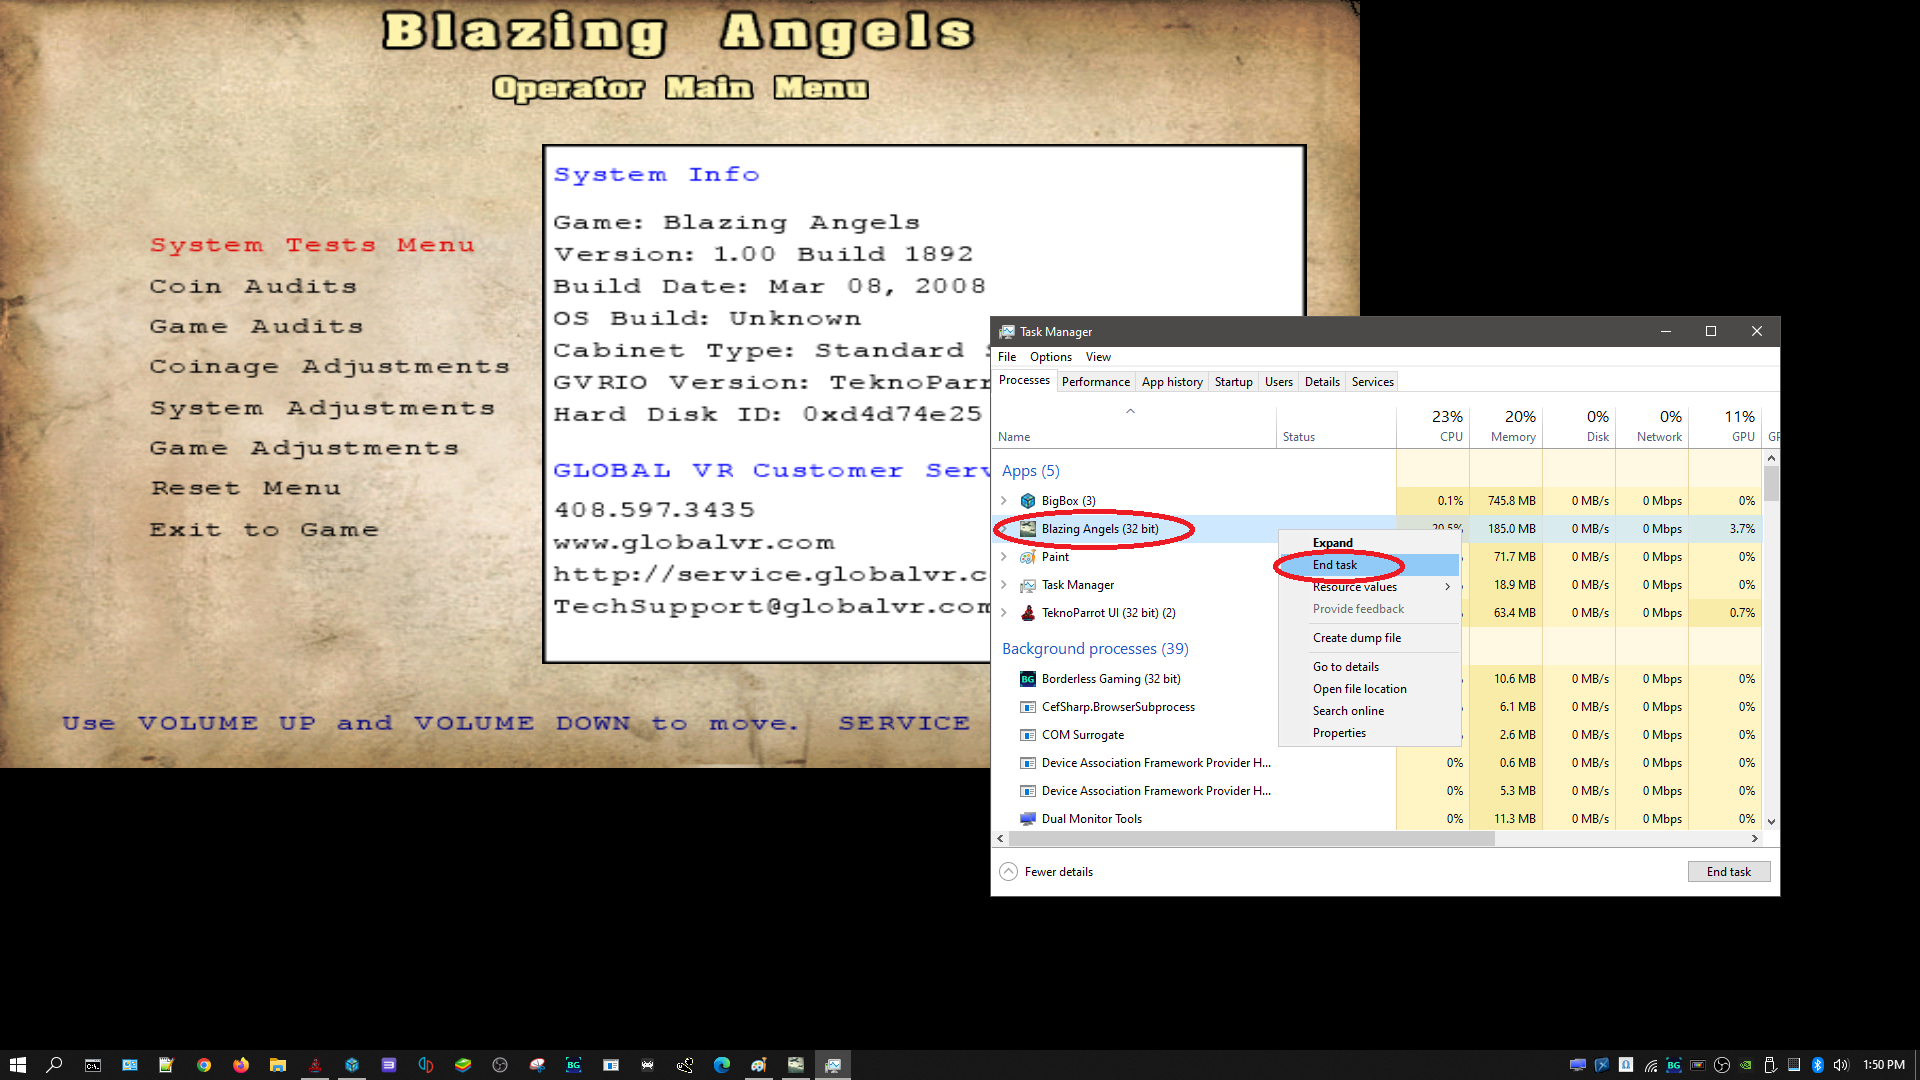 Blazing Angels
Operator Main Menu
System Tests Menu
Coin Audits
Game Audits
Coinage Adjustments
System Adjustments
Game Adjustments
Reset Menu
Exit to Game
System Info
Game: Blazing Angels
Version: 1.00 Build 1892
Build Date: Mar 08, 2008
OS Build: Unknown
Cabinet Type: Standard
GVRIO Version: TeknoParr
Hard Disk ID: 0xd4d74e25
GLOBAL VR Customer Serv
408.597.3435
www.globalvr.com
http://service.globalvr.c
TechSupport@globalvr.com
Use VOLUME UP and VOLUME DOWN to move. SERVICE
Task Manager
File Options View
Processes Performance App history Startup Users Details Services
23% 20% 0% 0% 11%
Name Status CPU Memory Disk Network GPU GP
Apps (5)
BigBox (3) 0.1% 745.8 MB 0 MB/s 0 Mbps 0%
Blazing Angels (32 bit) 20.5% 185.0 MB 0 MB/s 0 Mbps 3.7%
Paint 71.7 MB 0 MB/s 0 Mbps 0%
Task Manager 18.9 MB 0 MB/s 0 Mbps 0%
TeknoParrot UI (32 bit) (2) 63.4 MB 0 MB/s 0 Mbps 0.7%
Background processes (39)
BG Borderless Gaming (32 bit) 10.6 MB 0 MB/s 0 Mbps 0%
CefSharp.BrowserSubprocess 6.1 MB 0 MB/s 0 Mbps 0%
COM Surrogate 2.6 MB 0 MB/s 0 Mbps 0%
Device Association Framework Provider H... 0% 0.6 MB 0 MB/s 0 Mbps 0%
Device Association Framework Provider H... 0% 5.3 MB 0 MB/s 0 Mbps 0%
Dual Monitor Tools 0% 11.3 MB 0 MB/s 0 Mbps 0%
Expand
End task
Resource values
Provide feedback
Create dump file
Go to details
Open file location
Search online
Properties
Fewer details
End task
BG
BG
1:50 PM